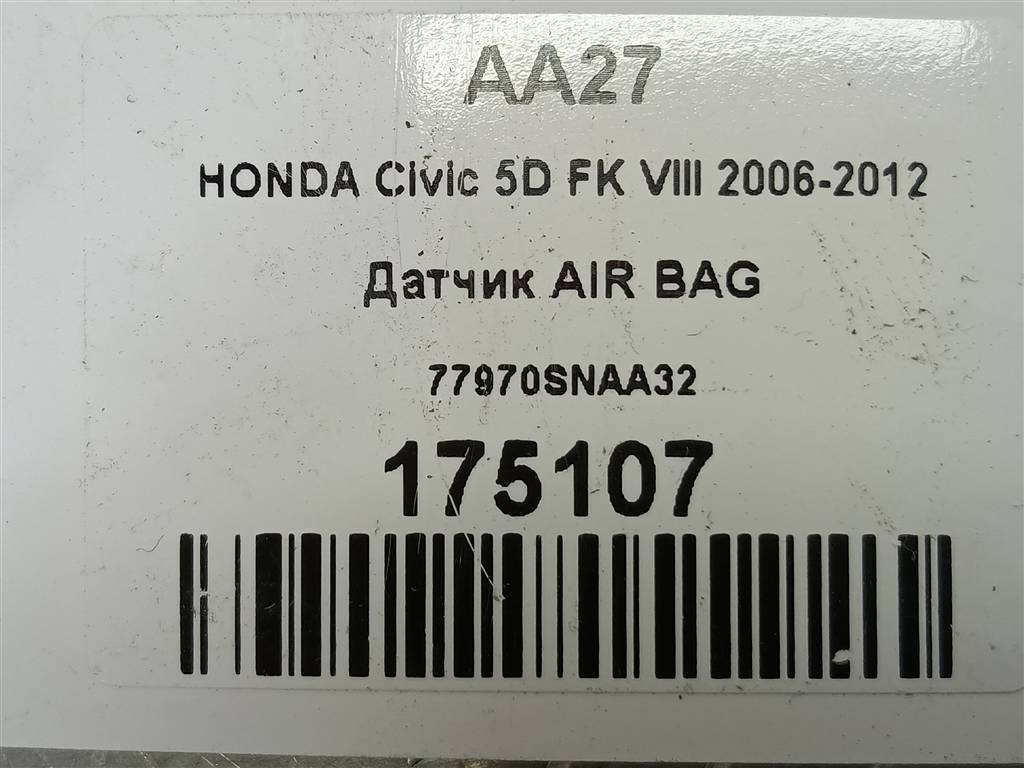 AA27
HONDA Civic 5D FK VIII 2006-2012
Датчик AIR BAG
77970SNAA32
175107